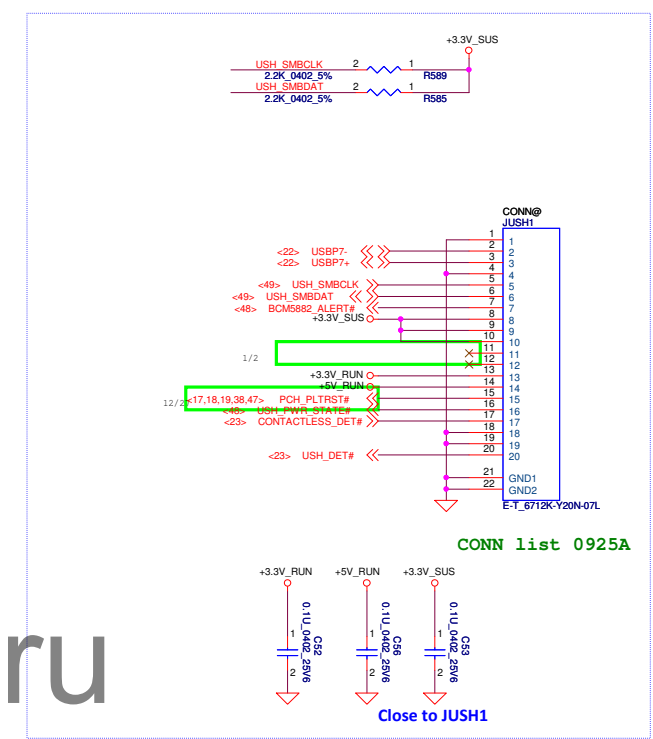 +3.3V_SUS
USH_SMBCLK 2 1
2.2K_0402_5% R589
USH_SMBDAT 2 1
2.2K_0402_5% R585
CONN@
JUSH1
1 1
<22> USBP7- 2 2
<22> USBP7+ 3 3
4 4
<49> USH_SMBCLK 5 5
<49> USH_SMBDAT 6 6
<48> BCM5882_ALERT# 7 7
+3.3V_SUS 8 8
9 9
10 10
1/2 11 11
12 12
+3.3V_RUN 13 13
+5V_RUN 14 14
12/2 <17,18,19,38,47> PCH_PLTRST# 15 15
<48> USH_PWR_STATE# 16 16
<23> CONTACTLESS_DET# 17 17
18 18
19 19
<23> USH_DET# 20 20
21 GND1
22 GND2
E-T_6712K-Y20N-07L
CONN list 0925A
+3.3V_RUN +5V_RUN +3.3V_SUS
1 2 C52 0.1U_0402_25V6
1 2 C56 0.1U_0402_25V6
1 2 C53 0.1U_0402_25V6
Close to JUSH1
ru